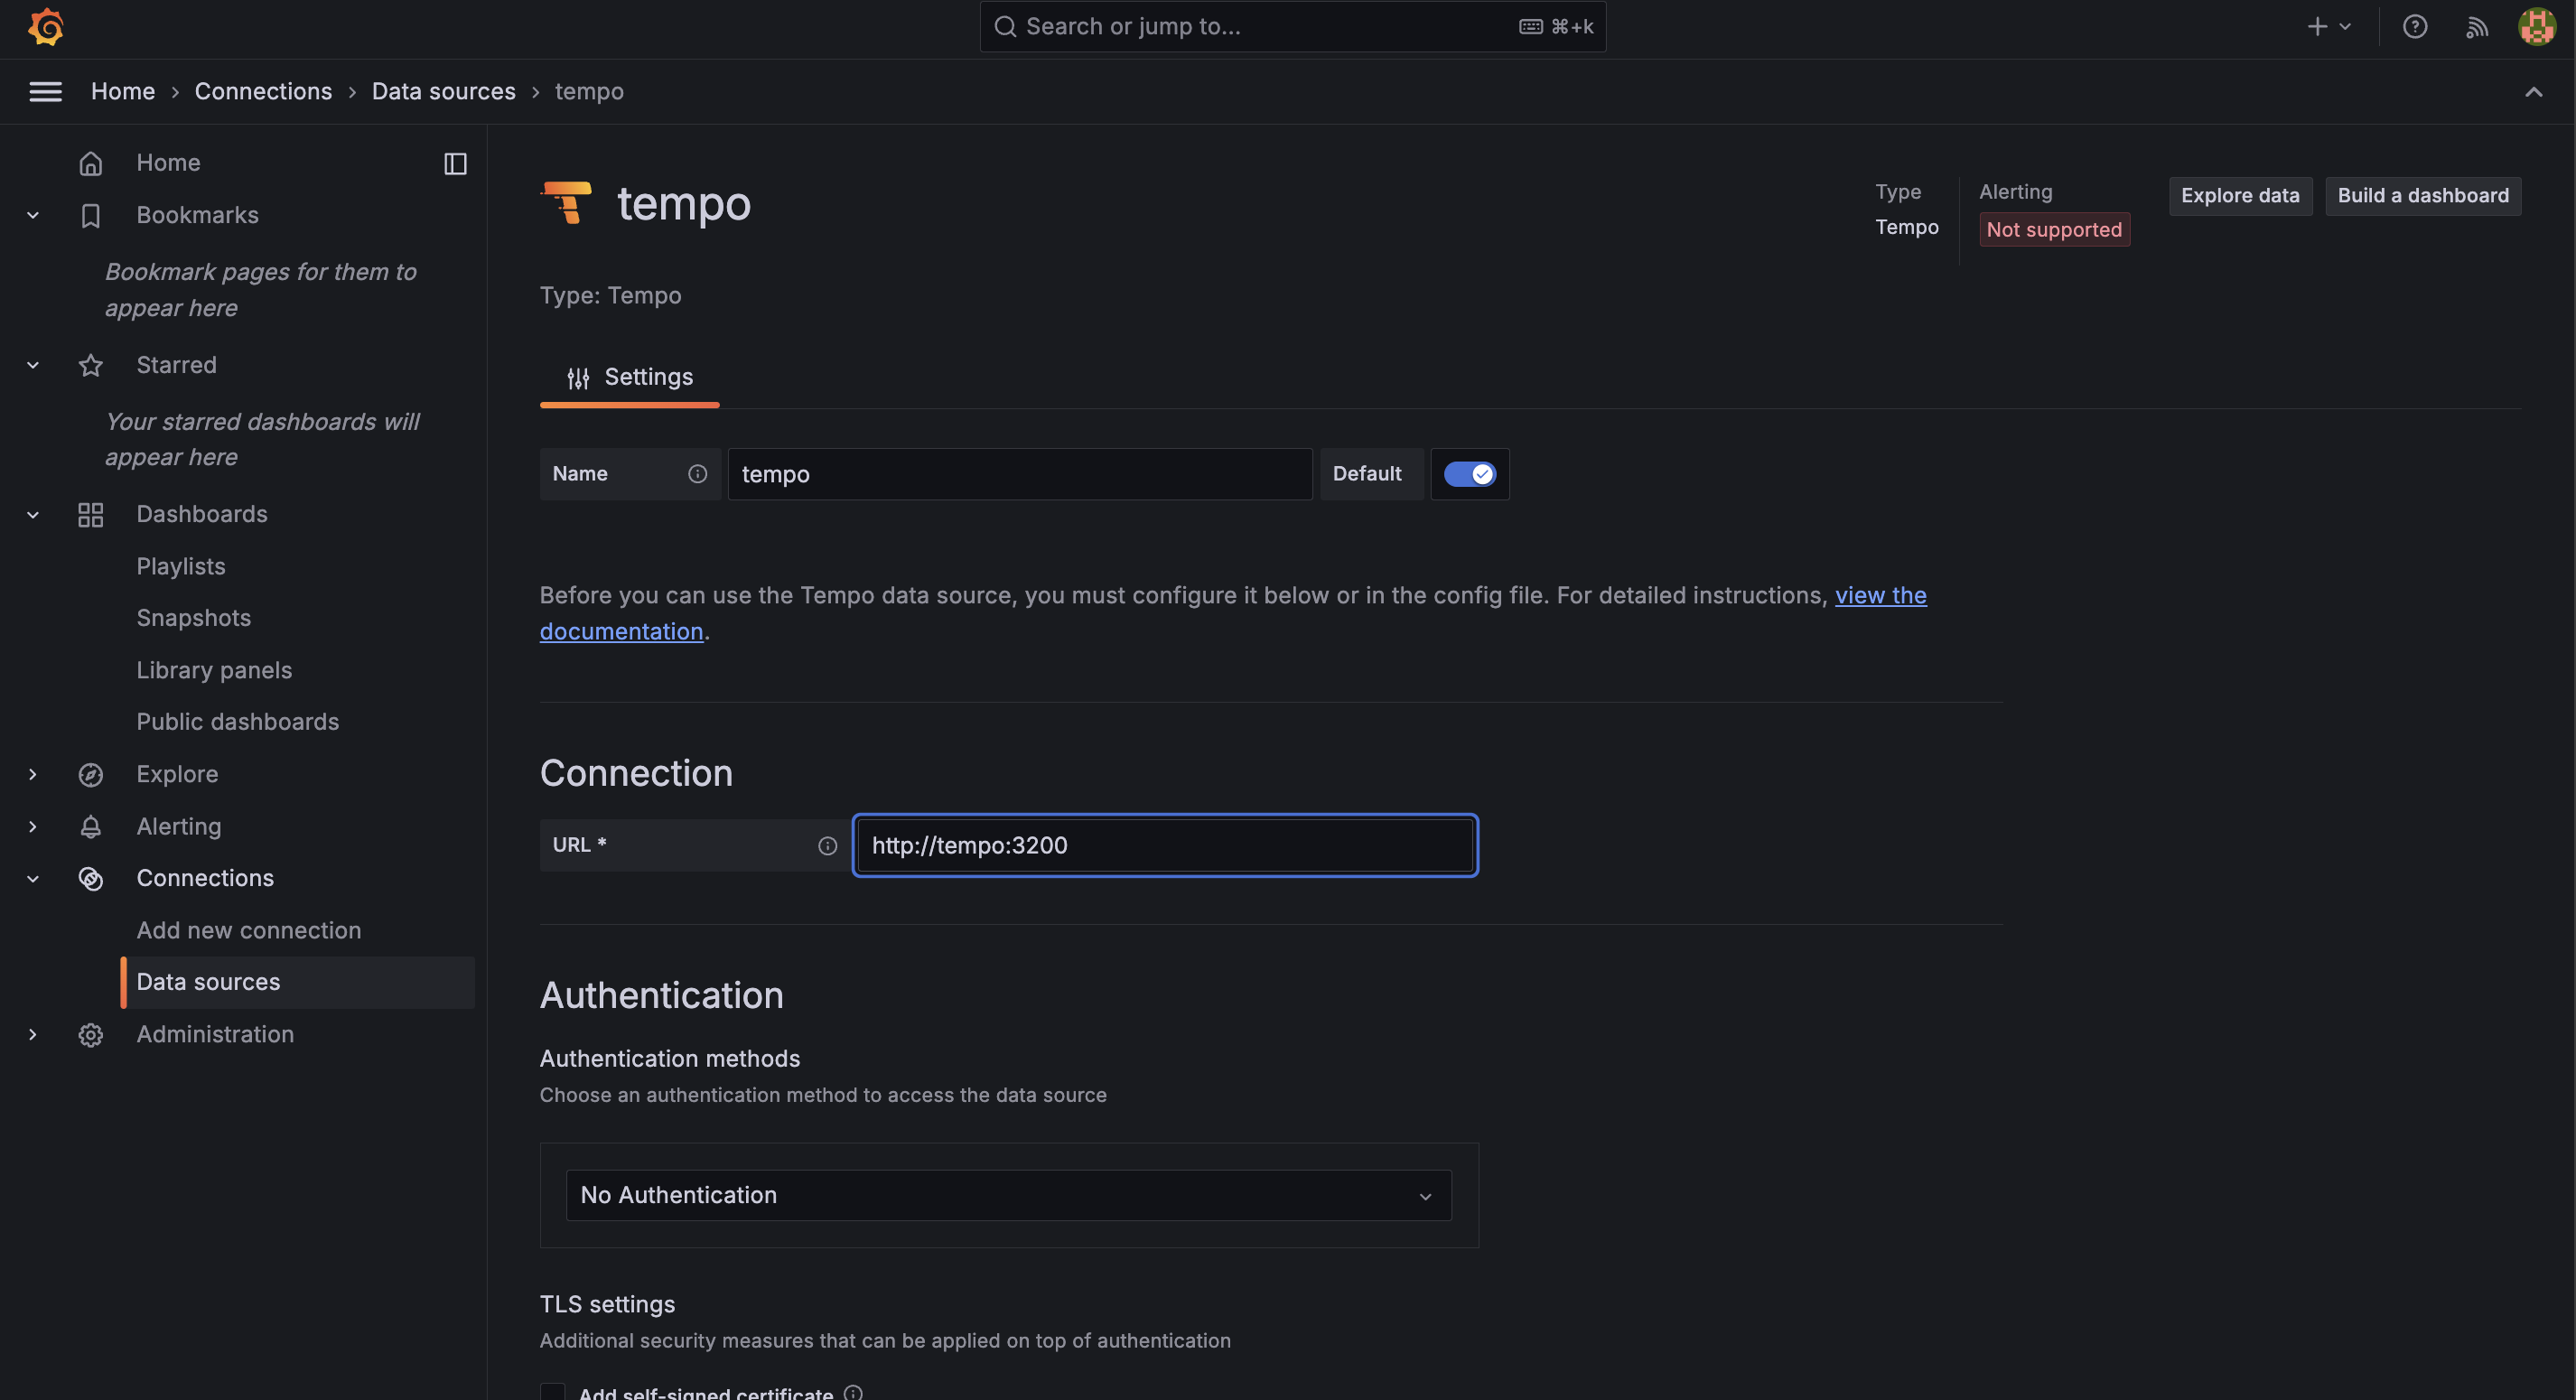 Search or jump to...
⌘+k
Home
Connections
Data sources
tempo
Home
Bookmarks
Bookmark pages for them to
appear here
Starred
Your starred dashboards will
appear here
Dashboards
Playlists
Snapshots
Library panels
Public dashboards
Explore
Alerting
Connections
Add new connection
Data sources
Administration
tempo
Type
Tempo
Alerting
Not supported
Explore data
Build a dashboard
Type: Tempo
Settings
Name
tempo
Default
Before you can use the Tempo data source, you must configure it below or in the config file. For detailed instructions, view the
documentation.
Connection
URL *
http://tempo:3200
Authentication
Authentication methods
Choose an authentication method to access the data source
No Authentication
TLS settings
Additional security measures that can be applied on top of authentication
Add self-signed certificate